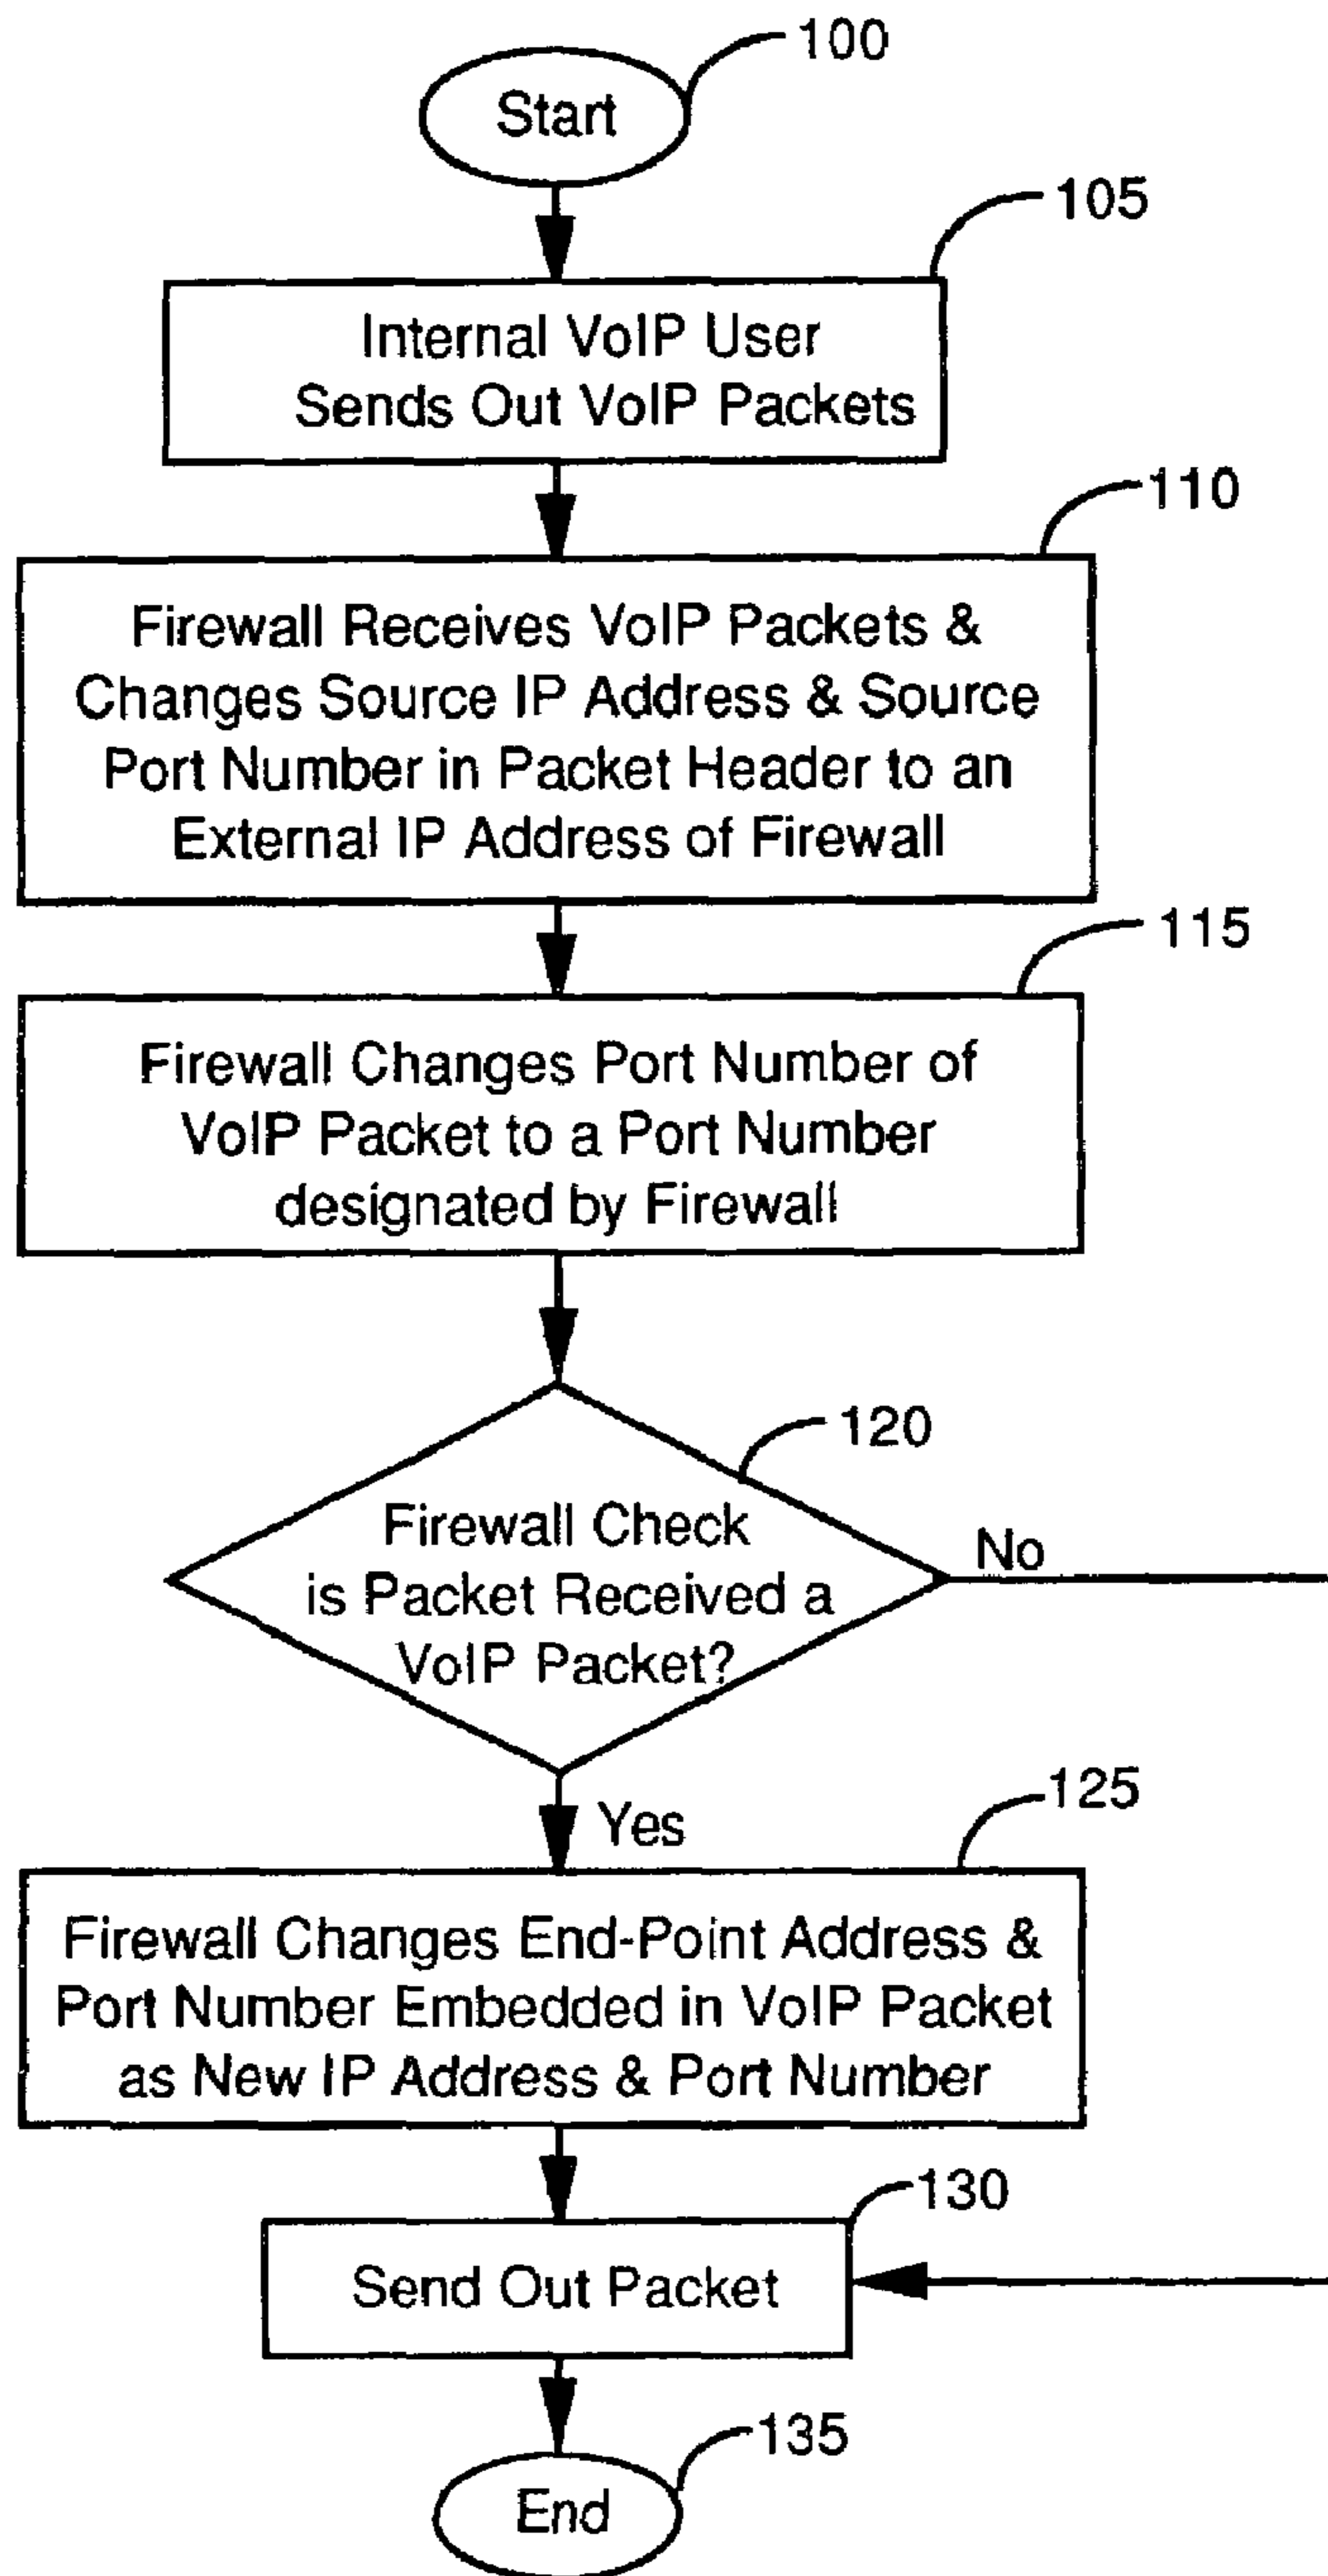 100
Start
105
Internal VoIP User
Sends Out VoIP Packets
110
Firewall Receives VoIP Packets &
Changes Source IP Address & Source
Port Number in Packet Header to an
External IP Address of Firewall
115
Firewall Changes Port Number of
VoIP Packet to a Port Number
designated by Firewall
120
Firewall Check
is Packet Received a
VoIP Packet?
No
Yes
125
Firewall Changes End-Point Address &
Port Number Embedded in VoIP Packet
as New IP Address & Port Number
130
Send Out Packet
135
End